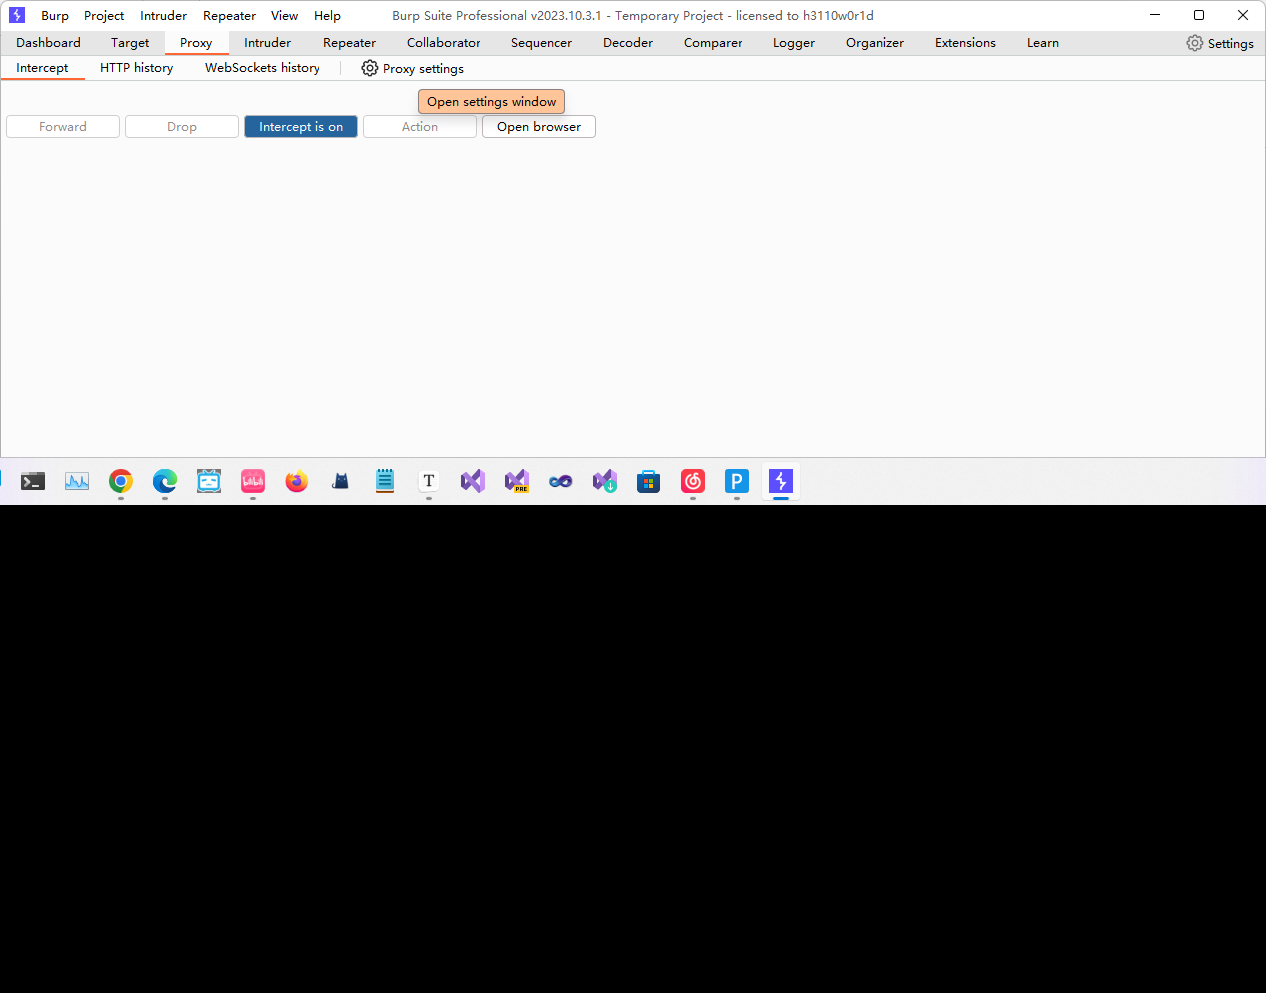 Burp Project Intruder Repeater View Help Burp Suite Professional v2023.10.3.1 - Temporary Project - licensed to h3110w0r1d
Dashboard Target Proxy Intruder Repeater Collaborator Sequencer Decoder Comparer Logger Organizer Extensions Learn Settings
Intercept HTTP history WebSockets history Proxy settings
Open settings window
Forward Drop Intercept is on Action Open browser
T PRE P